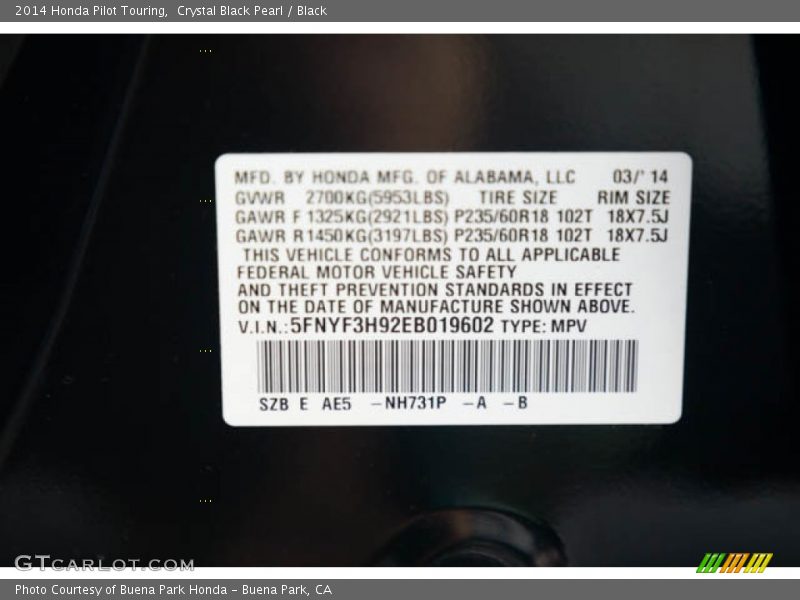 2014 Honda Pilot Touring,  Crystal Black Pearl / Black
MFD. BY HONDA MFG. OF ALABAMA, LLC 03/' 14
GVWR 2700KG(5953LBS) TIRE SIZE RIM SIZE
GAWR F 1325KG(2921LBS) P235/60R18 102T 18X7.5J
GAWR R 1450KG(3197LBS) P235/60R18 102T 18X7.5J
THIS VEHICLE CONFORMS TO ALL APPLICABLE
FEDERAL MOTOR VEHICLE SAFETY
AND THEFT PREVENTION STANDARDS IN EFFECT
ON THE DATE OF MANUFACTURE SHOWN ABOVE.
V.I.N.:5FNYF3H92EB019602 TYPE: MPV
SZB E AE5 -NH731P -A -B
GTCARLOT.COM
Photo Courtesy of Buena Park Honda - Buena Park, CA